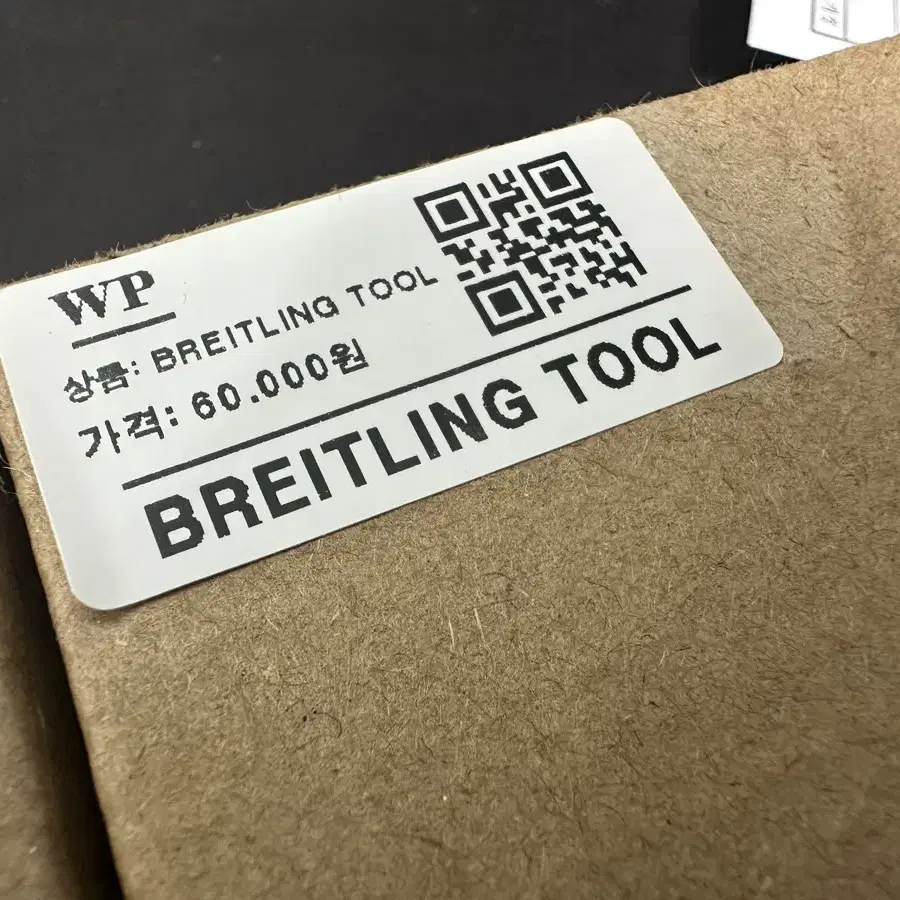 WP
상품: BREITLING TOOL
가격: 60.000원
BREITLING TOOL